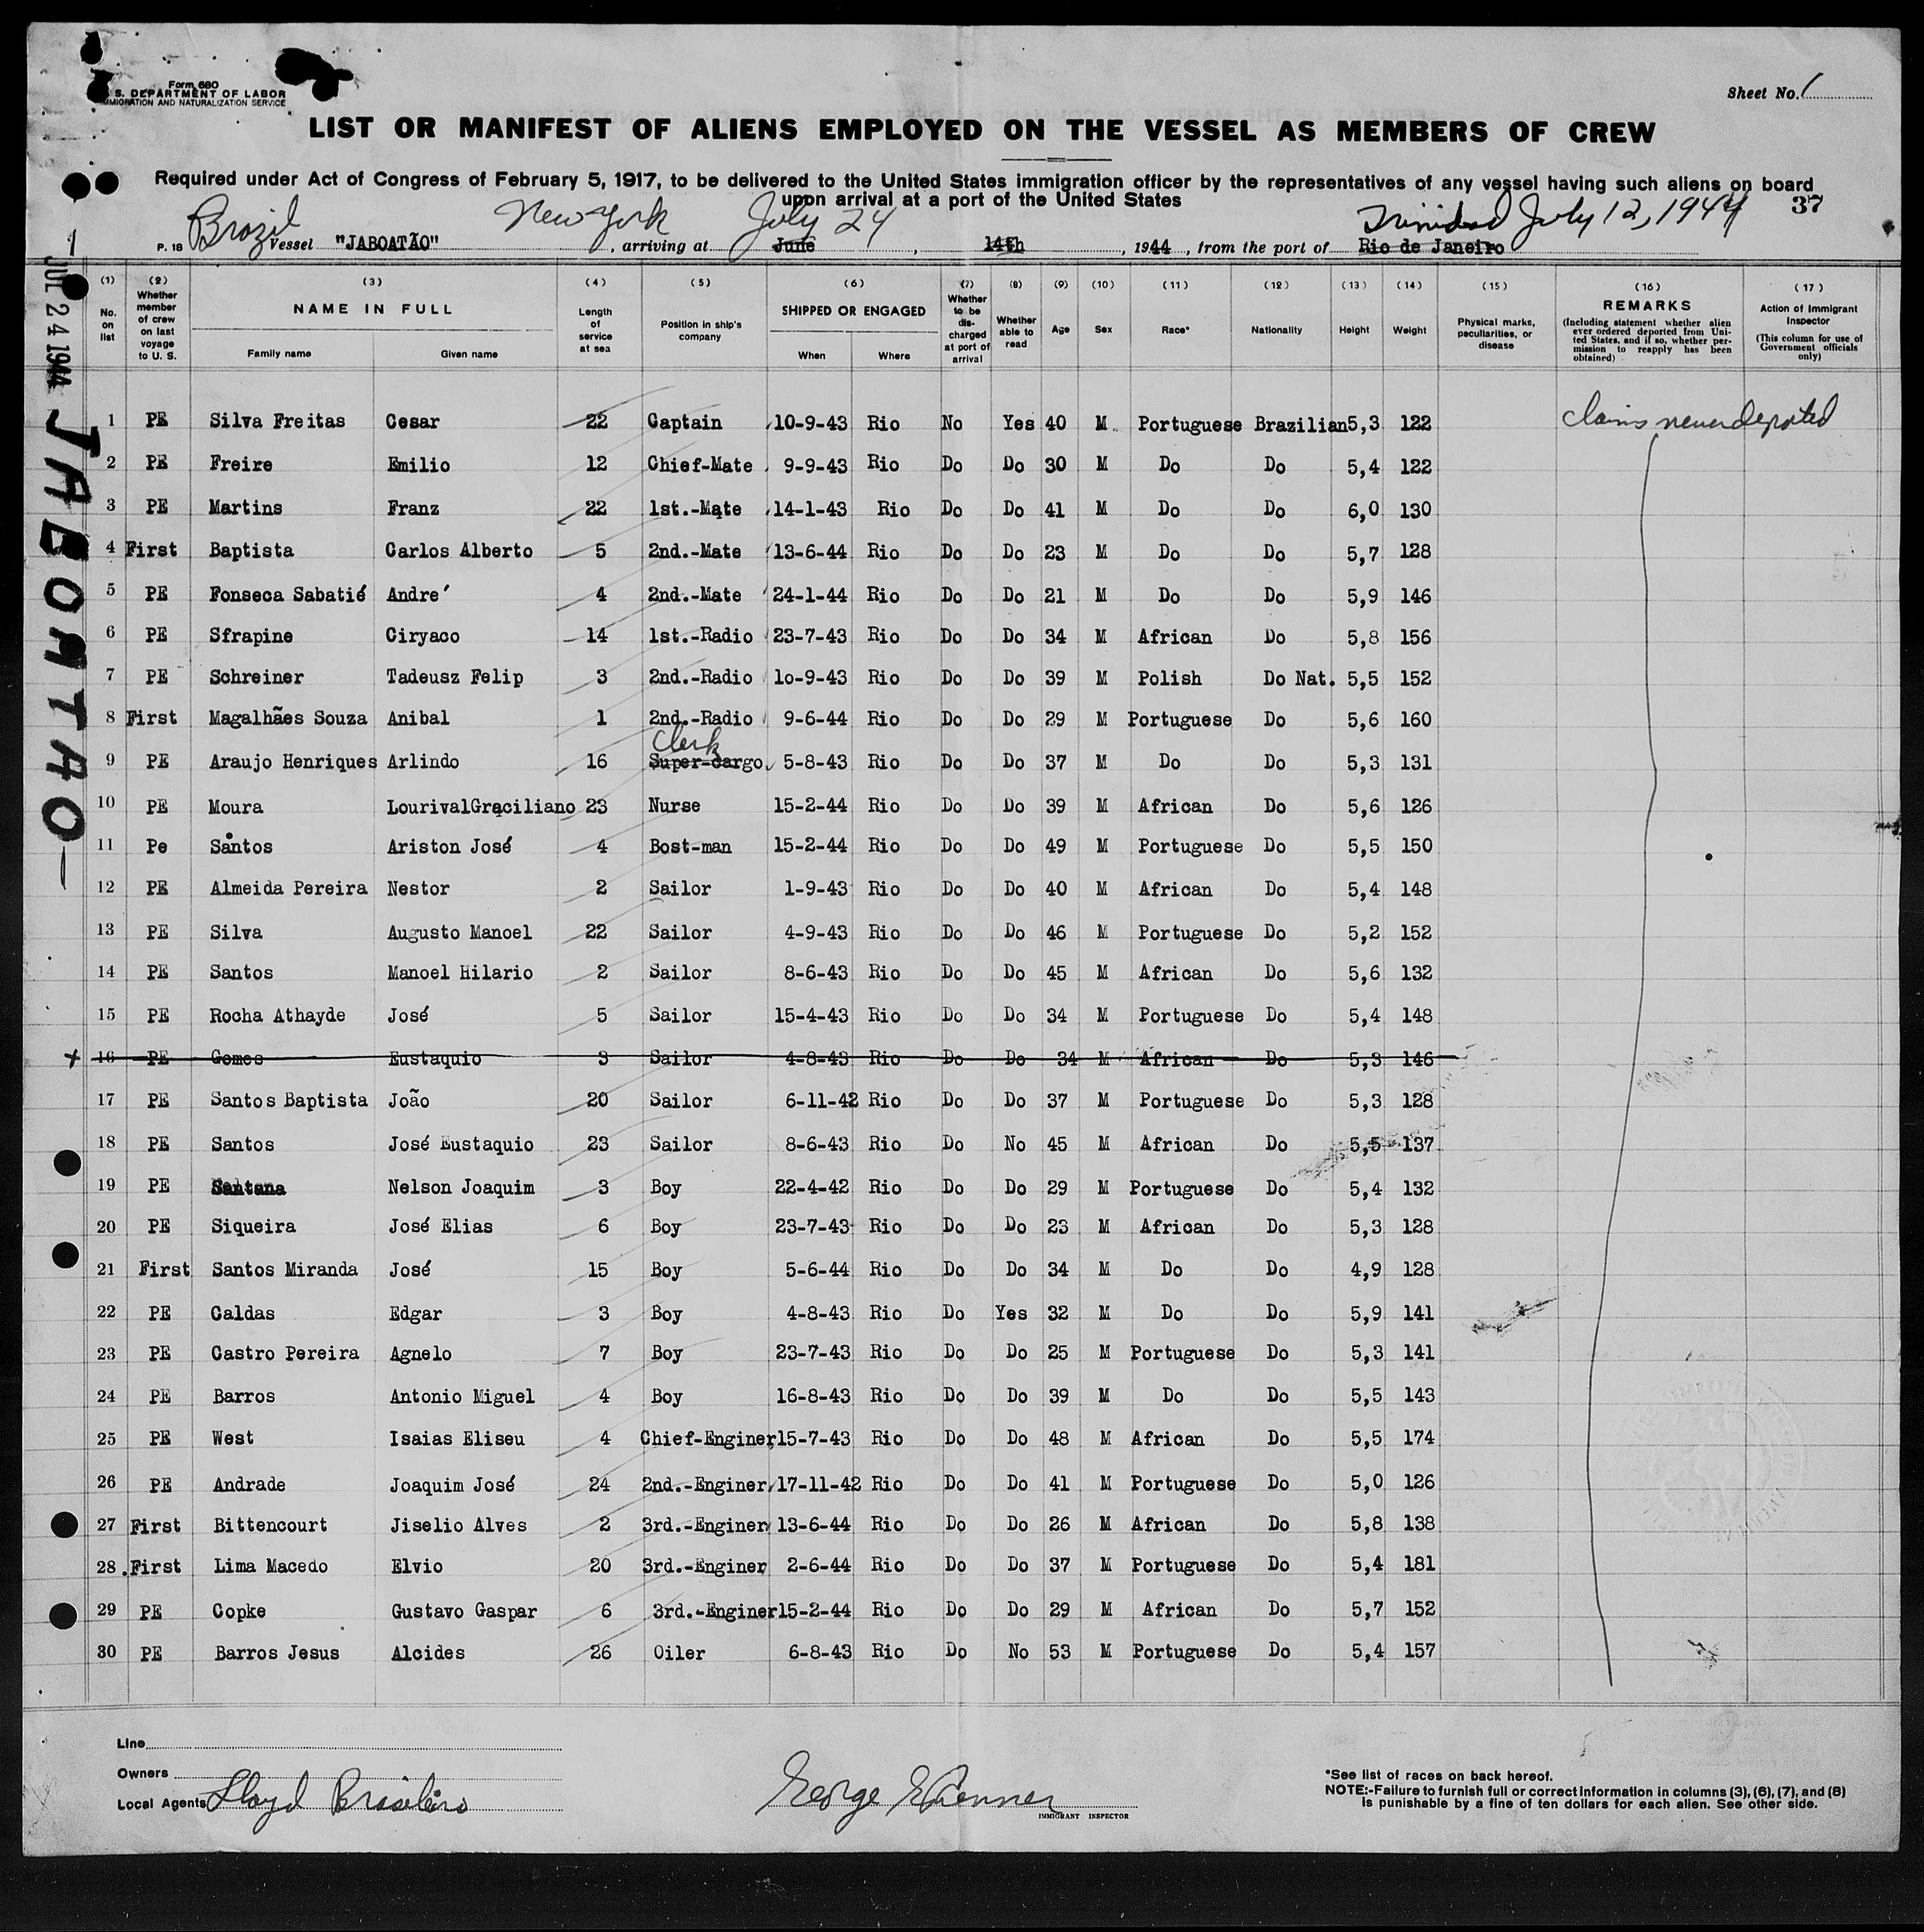 Form 680
S. DEPARTMENT OF LABOR
IMMIGRATION AND NATURALIZATION SERVICE
Sheet No. 1
LIST OR MANIFEST OF ALIENS EMPLOYED ON THE VESSEL AS MEMBERS OF CREW
Required under Act of Congress of February 5, 1917, to be delivered to the United States immigration officer by the representatives of any vessel having such aliens on board
upon arrival at a port of the United States
37
Brazil New York July 24 Trinidad July 12, 1944
P. 18 Vessel "JABOATÃO", arriving at June, 14th, 1944, from the port of Rio de Janeiro
JUL 24 1944 JABOATAO
(1) No. on list
(2) Whether member of crew on last voyage to U. S.
(3) NAME IN FULL Family name Given name
(4) Length of service at sea
(5) Position in ship's company
(6) SHIPPED OR ENGAGED When Where
(7) Whether to be discharged at port of arrival
(8) Whether able to read
(9) Age
(10) Sex
(11) Race*
(12) Nationality
(13) Height
(14) Weight
(15) Physical marks, peculiarities, or disease
(16) REMARKS (Including statement whether alien ever ordered deported from United States, and if so, whether permission to reapply has been obtained)
(17) Action of Immigrant Inspector (This column for use of Government officials only)
1 PE Silva Freitas Cesar 22 Captain 10-9-43 Rio No Yes 40 M Portuguese Brazilian 5,3 122 Claims never deported
2 PE Freire Emilio 12 Chief-Mate 9-9-43 Rio Do Do 30 M Do Do 5,4 122
3 PE Martins Franz 22 1st.-Mate 14-1-43 Rio Do Do 41 M Do Do 6,0 130
4 First Baptista Carlos Alberto 5 2nd.-Mate 13-6-44 Rio Do Do 23 M Do Do 5,7 128
5 PE Fonseca Sabatié Andre´ 4 2nd.-Mate 24-1-44 Rio Do Do 21 M Do Do 5,9 146
6 PE Sfrapine Ciryaco 14 1st.-Radio 23-7-43 Rio Do Do 34 M African Do 5,8 156
7 PE Schreiner Tadeusz Felip 3 2nd.-Radio 1o-9-43 Rio Do Do 39 M Polish Do Nat. 5,5 152
8 First Magalhães Souza Anibal 1 2nd.-Radio 9-6-44 Rio Do Do 29 M Portuguese Do 5,6 160
Clerk
9 PE Araujo Henriques Arlindo 16 Super-cargo 5-8-43 Rio Do Do 37 M Do Do 5,3 131
10 PE Moura LourivalGraciliano 23 Nurse 15-2-44 Rio Do Do 39 M African Do 5,6 126
11 Pe Santos Ariston José 4 Bost-man 15-2-44 Rio Do Do 49 M Portuguese Do 5,5 150
12 PE Almeida Pereira Nestor 2 Sailor 1-9-43 Rio Do Do 40 M African Do 5,4 148
13 PE Silva Augusto Manoel 22 Sailor 4-9-43 Rio Do Do 46 M Portuguese Do 5,2 152
14 PE Santos Manoel Hilario 2 Sailor 8-6-43 Rio Do Do 45 M African Do 5,6 132
15 PE Rocha Athayde José 5 Sailor 15-4-43 Rio Do Do 34 M Portuguese Do 5,4 148
+ 16 PE Gomes Eustaquio 3 Sailor 4-8-43 Rio Do Do 34 M African Do 5,3 146
17 PE Santos Baptista João 20 Sailor 6-11-42 Rio Do Do 37 M Portuguese Do 5,3 128
18 PE Santos José Eustaquio 23 Sailor 8-6-43 Rio Do No 45 M African Do 5,5 137
19 PE Santana Nelson Joaquim 3 Boy 22-4-42 Rio Do Do 29 M Portuguese Do 5,4 132
20 PE Siqueira José Elias 6 Boy 23-7-43 Rio Do Do 23 M African Do 5,3 128
21 First Santos Miranda José 15 Boy 5-6-44 Rio Do Do 34 M Do Do 4,9 128
22 PE Caldas Edgar 3 Boy 4-8-43 Rio Do Yes 32 M Do Do 5,9 141
23 PE Castro Pereira Agnelo 7 Boy 23-7-43 Rio Do Do 25 M Portuguese Do 5,3 141
24 PE Barros Antonio Miguel 4 Boy 16-8-43 Rio Do Do 39 M Do Do 5,5 143
25 PE West Isaias Eliseu 4 Chief-Enginer 15-7-43 Rio Do Do 48 M African Do 5,5 174
26 PE Andrade Joaquim José 24 2nd.-Enginer 17-11-42 Rio Do Do 41 M Portuguese Do 5,0 126
27 First Bittencourt Jiselio Alves 2 3rd.-Enginer 13-6-44 Rio Do Do 26 M African Do 5,8 138
28. First Lima Macedo Elvio 20 3rd.-Enginer 2-6-44 Rio Do Do 37 M Portuguese Do 5,4 181
29 PE Copke Gustavo Gaspar 6 3rd.-Enginer 15-2-44 Rio Do Do 29 M African Do 5,7 152
30 PE Barros Jesus Alcides 26 Oiler 6-8-43 Rio Do No 53 M Portuguese Do 5,4 157
Line
Owners
Local Agents Lloyd Brasileiro
George
IMMIGRANT INSPECTOR
*See list of races on back hereof.
NOTE:-Failure to furnish full or correct information in columns (3), (6), (7), and (8)
is punishable by a fine of ten dollars for each alien. See other side.